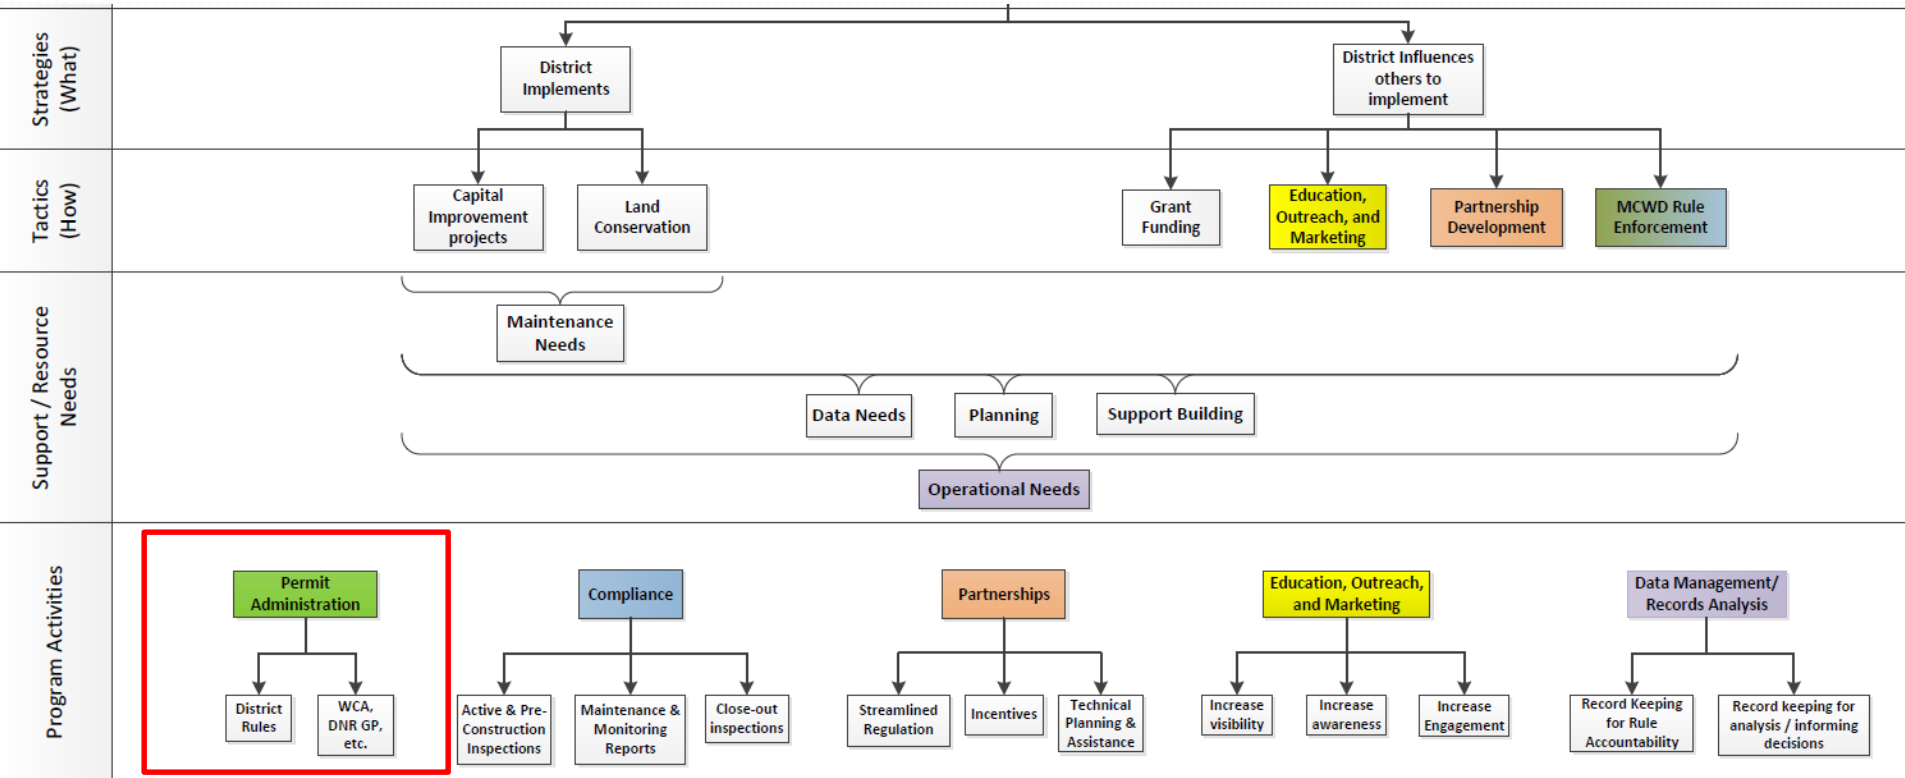 Strategies
(What)
District
Implements
District Influences
others to
implement
Tactics
(How)
Capital
Improvement
projects
Land
Conservation
Grant
Funding
Education,
Outreach, and
Marketing
Partnership
Development
MCWD Rule
Enforcement
Support / Resource
Needs
Maintenance
Needs
Data Needs
Planning
Support Building
Operational Needs
Program Activities
Permit
Administration
District
Rules
WCA,
DNR GP,
etc.
Compliance
Active & Pre-
Construction
Inspections
Maintenance &
Monitoring
Reports
Close-out
inspections
Partnerships
Streamlined
Regulation
Incentives
Technical
Planning &
Assistance
Education, Outreach,
and Marketing
Increase
visibility
Increase
awareness
Increase
Engagement
Data Management/
Records Analysis
Record Keeping
for Rule
Accountability
Record keeping for
analysis / informing
decisions